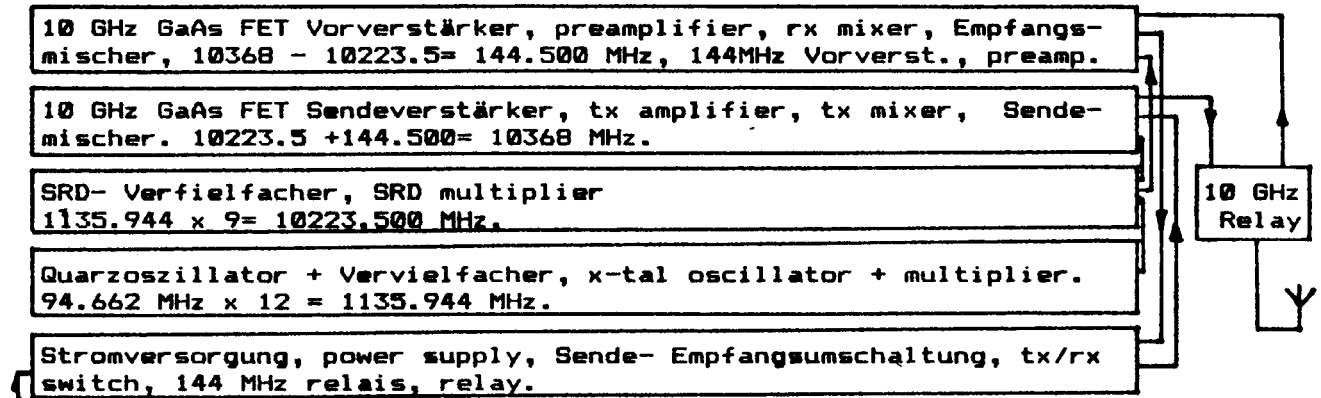 10 GHz GaAs FET Vorverstärker, preamplifier, rx mixer, Empfangs-
mischer, 10368 - 10223.5= 144.500 MHz, 144MHz Vorverst., preamp.
10 GHz GaAs FET Sendeverstärker, tx amplifier, tx mixer, Sende-
mischer. 10223.5 +144.500= 10368 MHz.
SRD- Verfielfacher, SRD multiplier
1135.944 x 9= 10223.500 MHz.
10 GHz
Relay
Quarzoszillator + Vervielfacher, x-tal oscillator + multiplier.
94.662 MHz x 12 = 1135.944 MHz.
Stromversorgung, power supply, Sende- Empfangsumschaltung, tx/rx
switch, 144 MHz relais, relay.